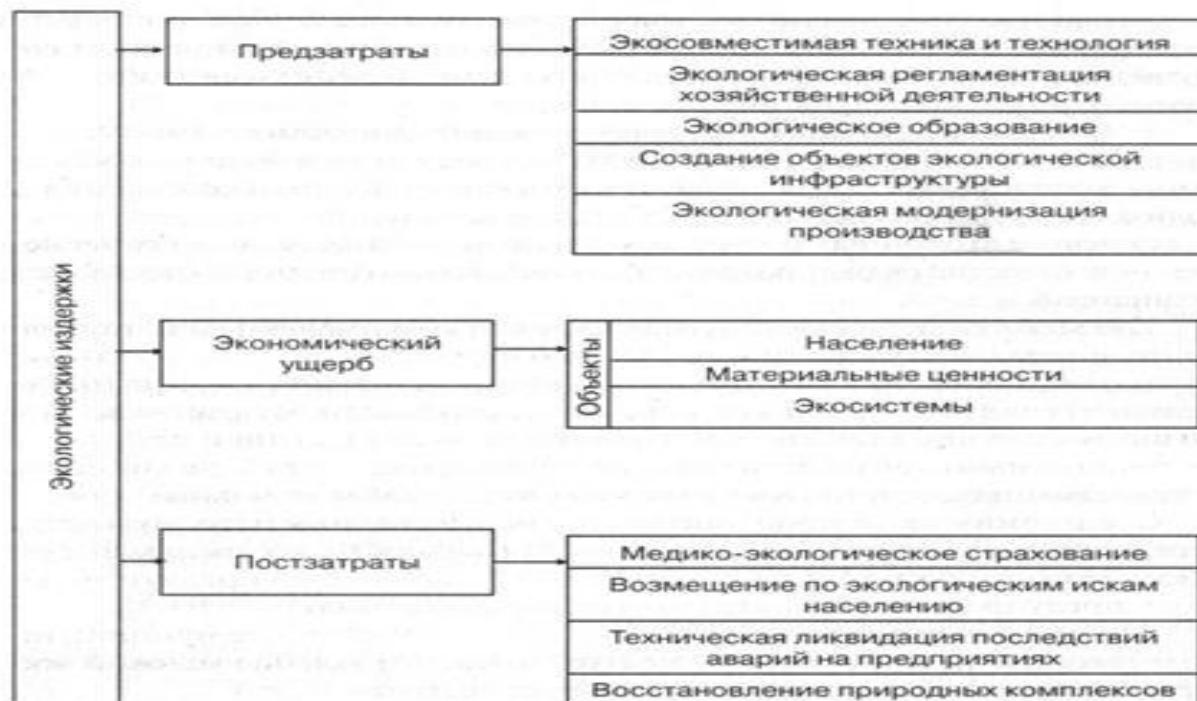 Экологические издержки
Предзатраты
Экосовместимая техника и технология
Экологическая регламентация
хозяйственной деятельности
Экологическое образование
Создание объектов экологической
инфраструктуры
Экологическая модернизация
производства
Экономический
ущерб
Объекты
Население
Материальные ценности
Экосистемы
Постзатраты
Медико-экологическое страхование
Возмещение по экологическим искам
населению
Техническая ликвидация последствий
аварий на предприятиях
Восстановление природных комплексов